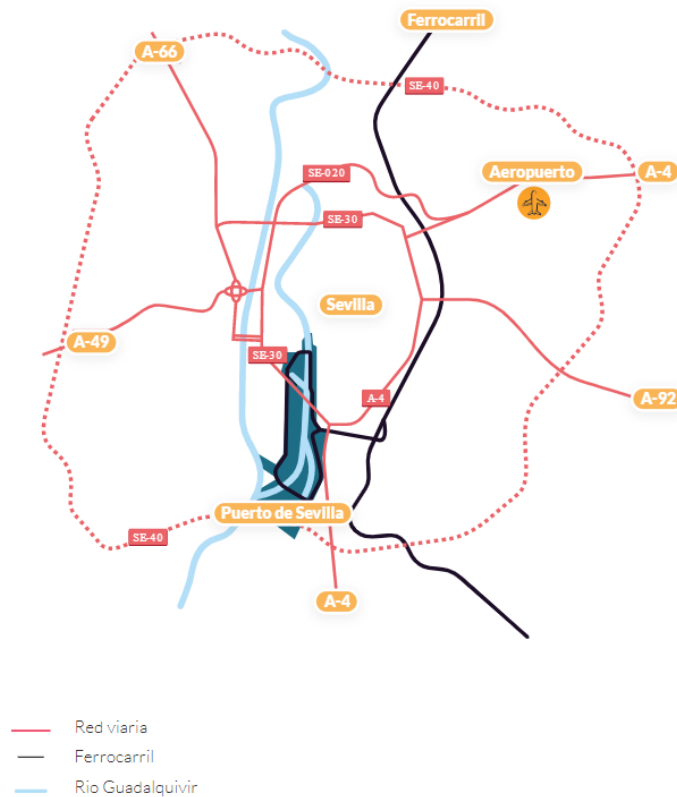 Ferrocarril
A-66
SE-40
SE-020
Aeropuerto
A-4
SE-30
Sevilla
A-49
SE-30
A-4
A-92
Puerto de Sevilla
SE-40
A-4
Red viaria
Ferrocarril
Rio Guadalquivir